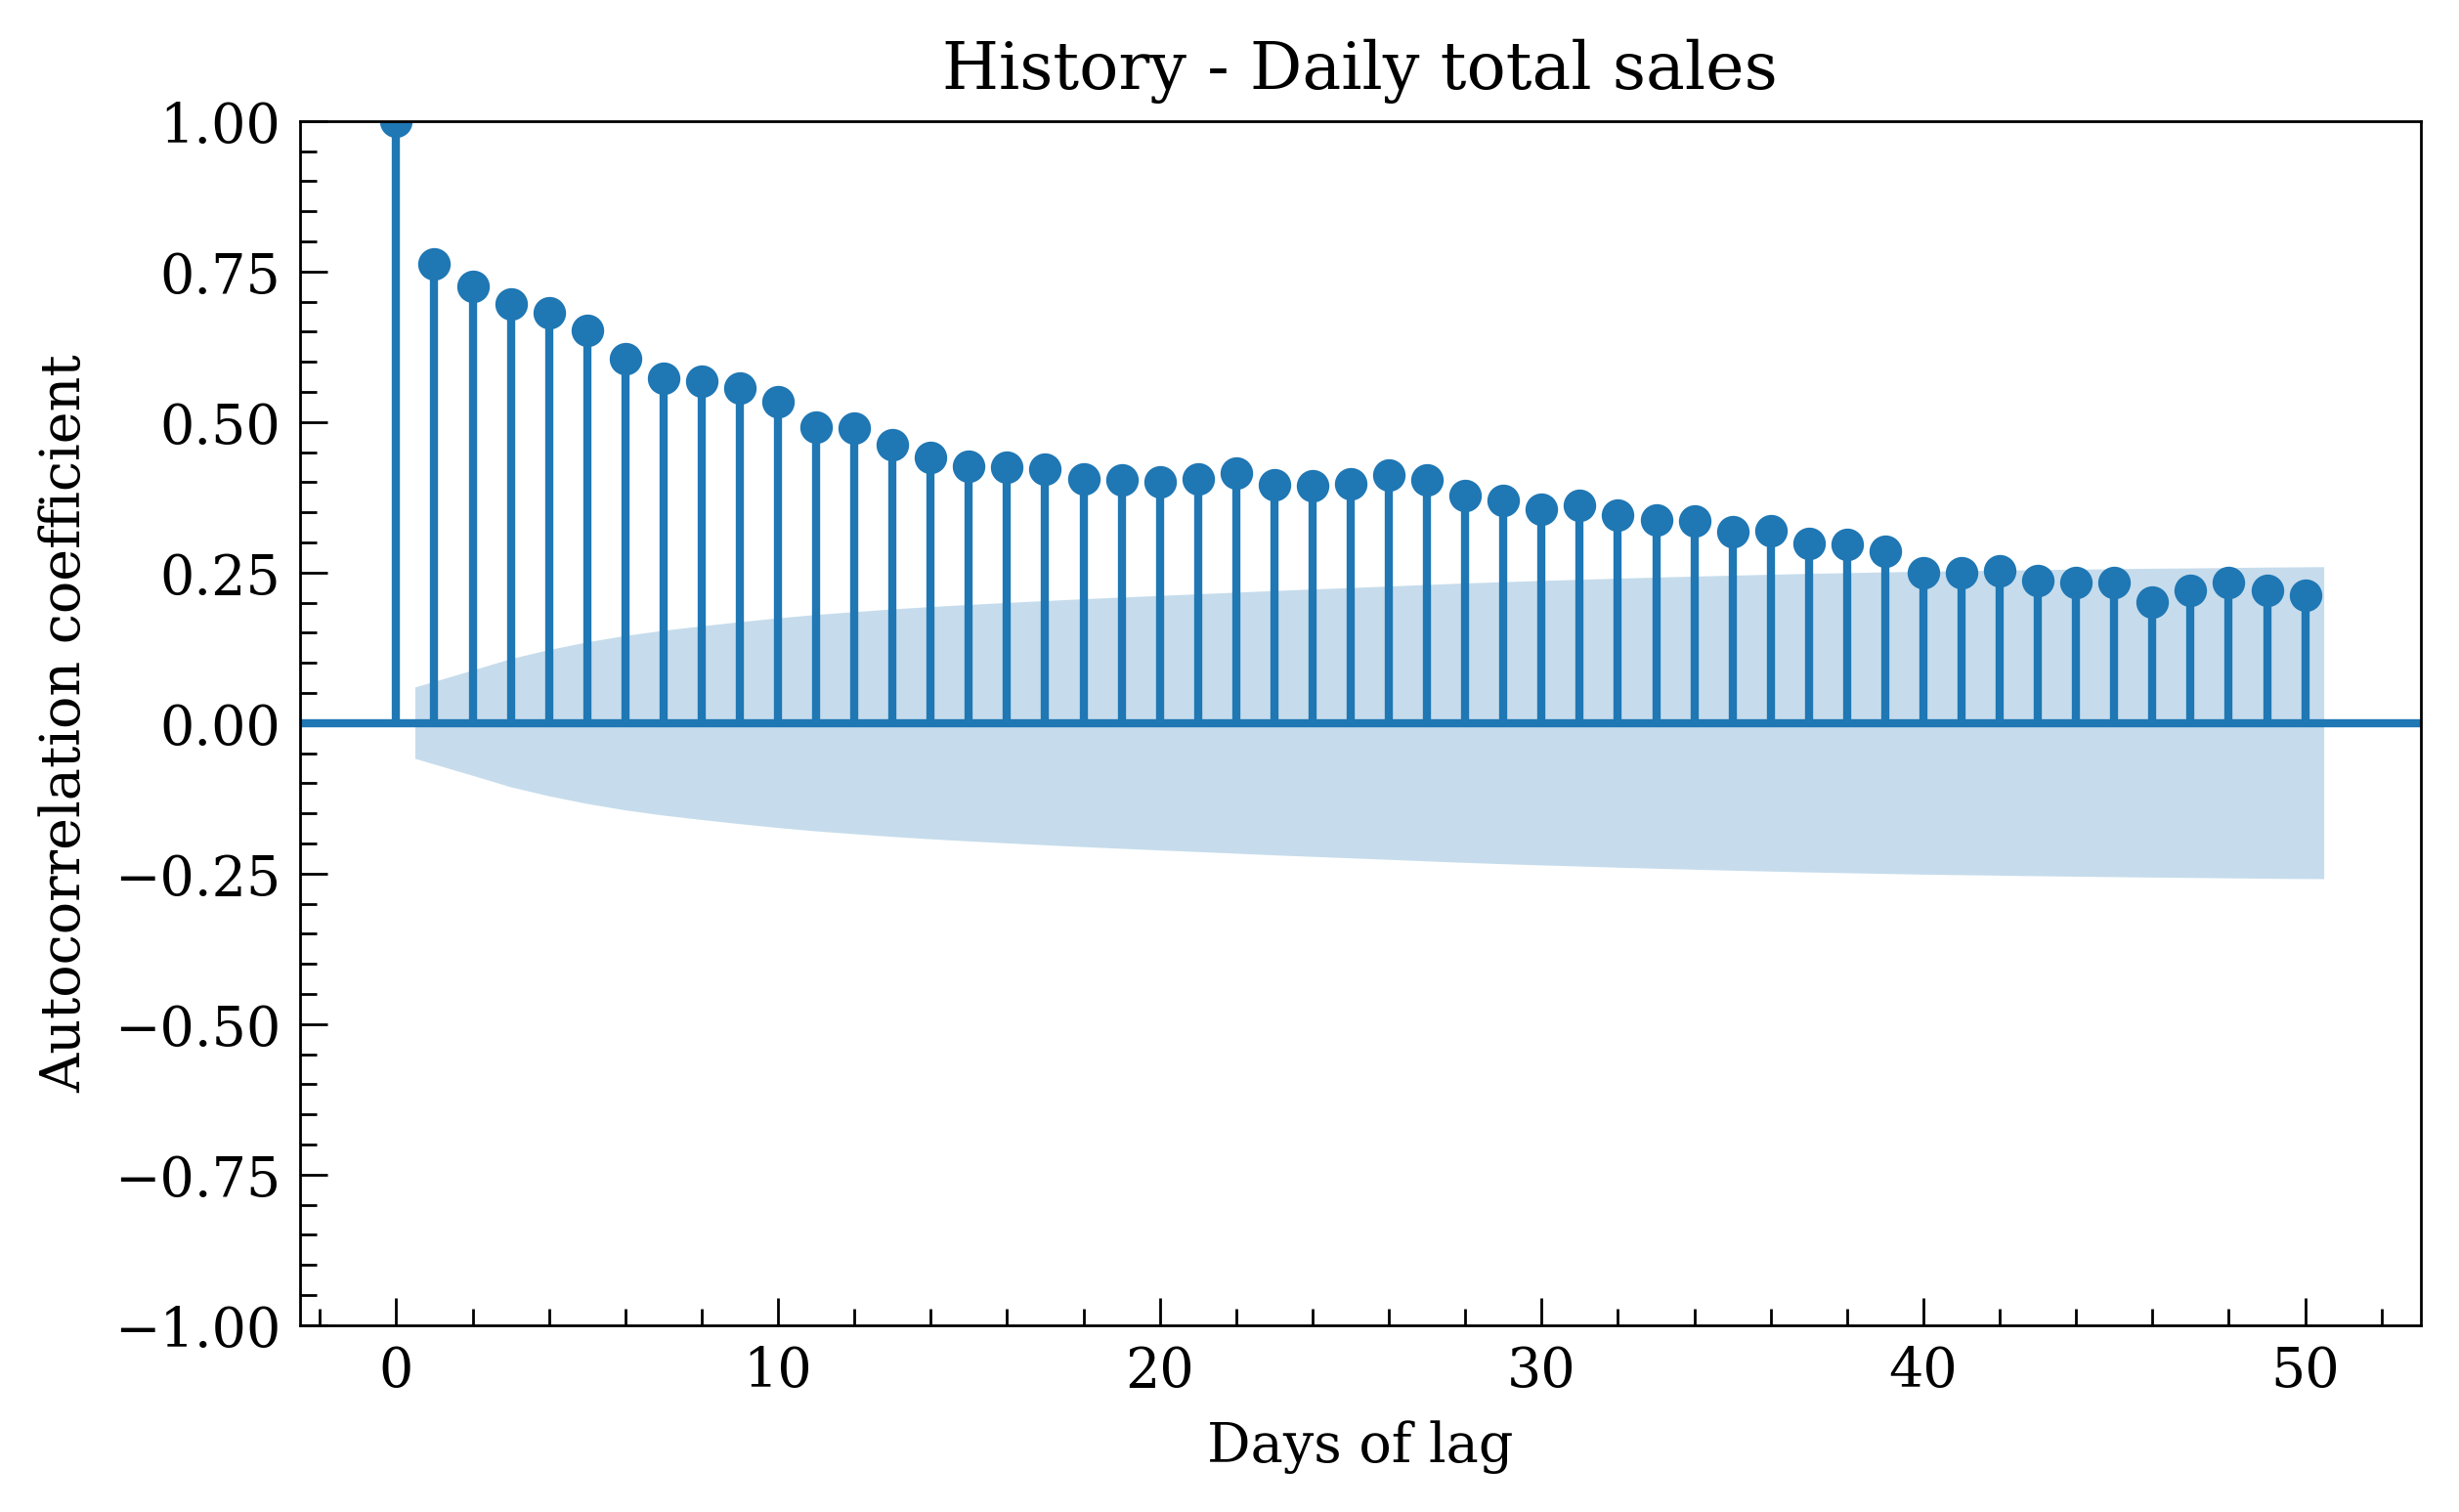 History - Daily total sales
Autocorrelation coefficient
1.00
0.75
0.50
0.25
0.00
−0.25
−0.50
−0.75
−1.00
0 10 20 30 40 50
Days of lag